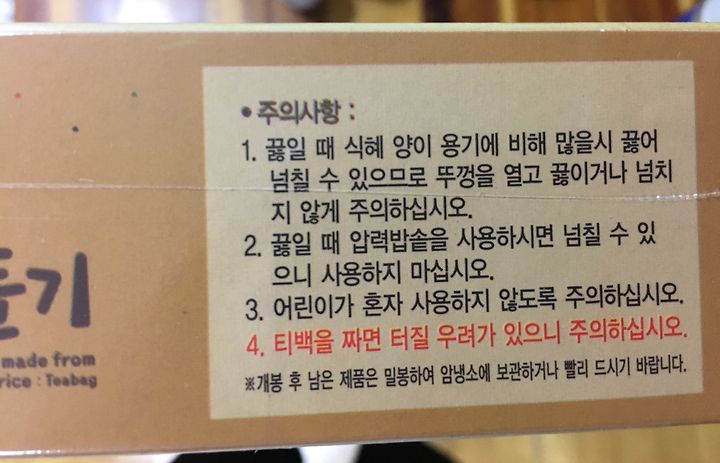 • 주의사항 :
1. 끓일 때 식혜 양이 용기에 비해 많을시 끓어
넘칠 수 있으므로 뚜껑을 열고 끓이거나 넘치
지 않게 주의하십시오.
2. 끓일 때 압력밥솥을 사용하시면 넘칠 수 있
으니 사용하지 마십시오.
3. 어린이가 혼자 사용하지 않도록 주의하십시오.
4. 티백을 짜면 터질 우려가 있으니 주의하십시오.
※개봉 후 남은 제품은 밀봉하여 암냉소에 보관하거나 빨리 드시기 바랍니다.
들기
made from
rice : Teabag